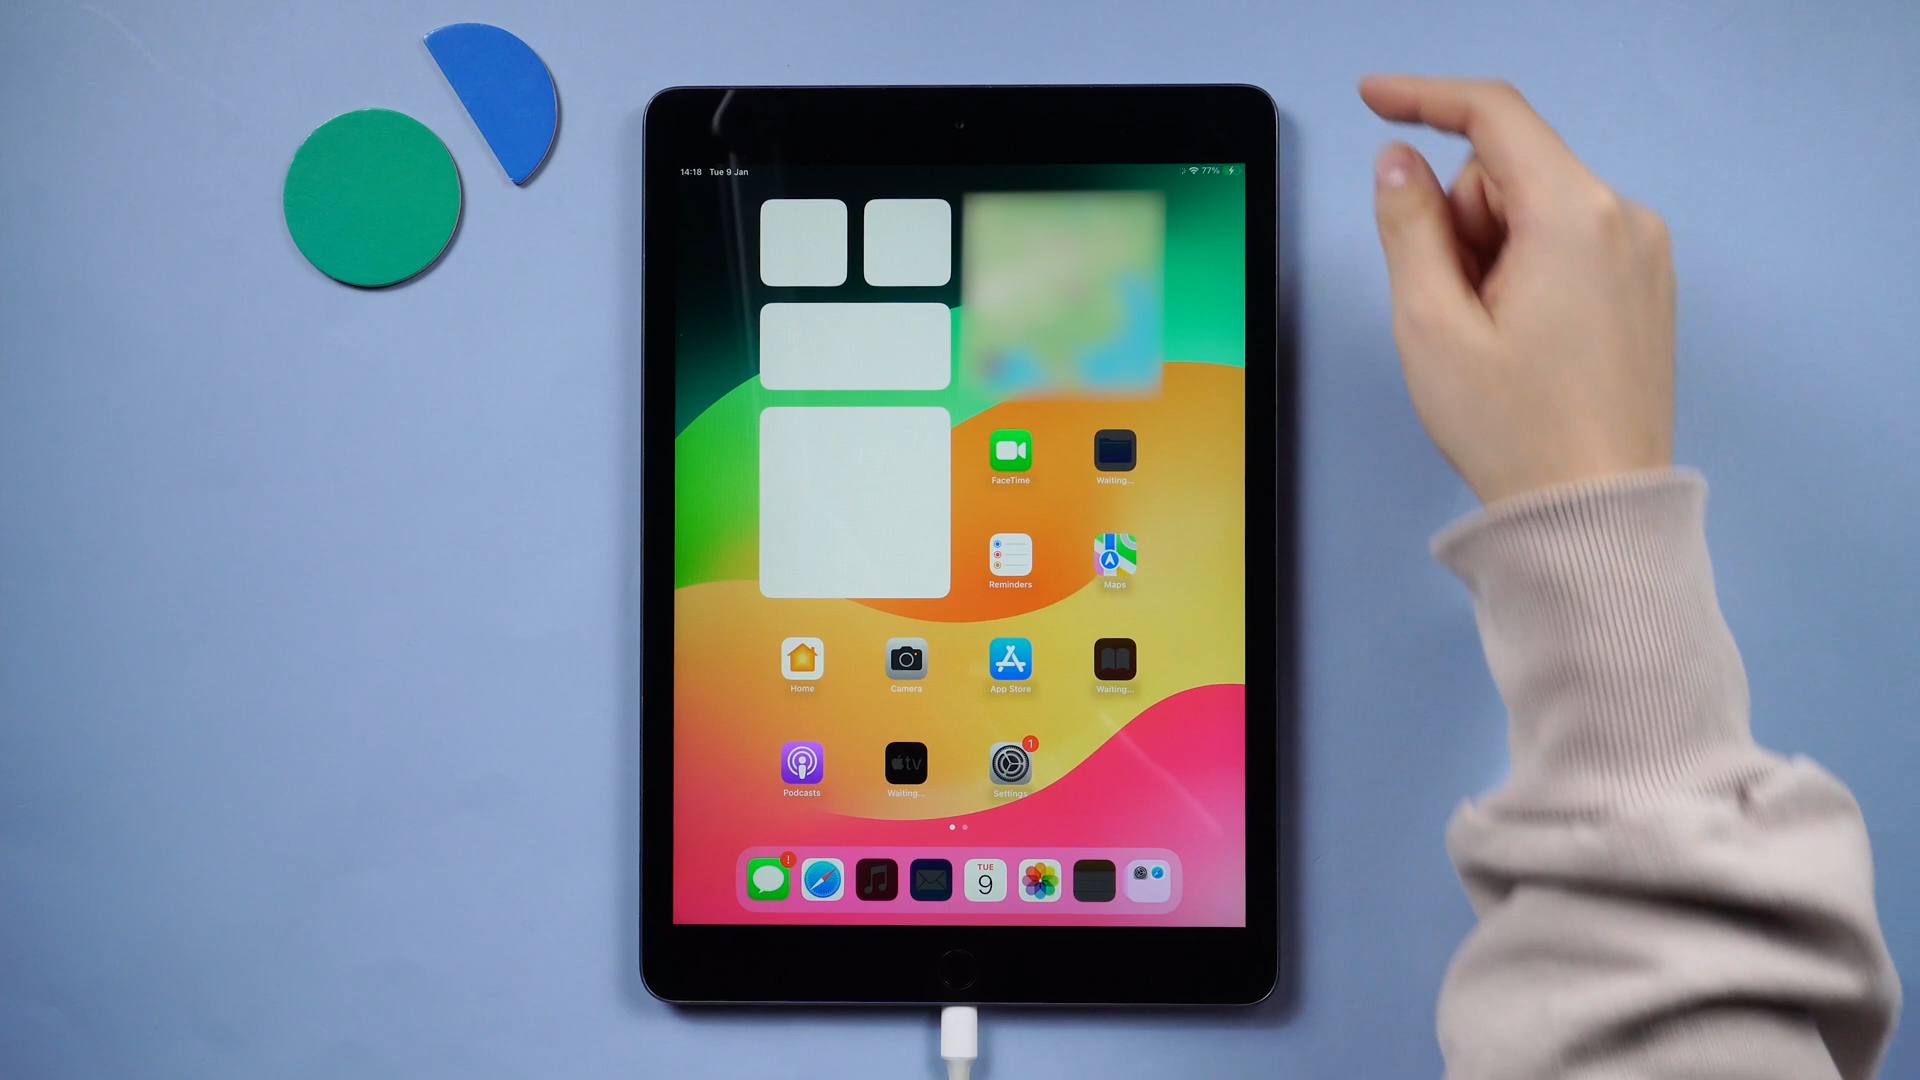 14:18 Tue 9 Jan
77%
FaceTime
Waiting...
Reminders
Maps
Home
Camera
App Store
Waiting...
Podcasts
tv
Waiting...
1
Settings
!
TUE
9